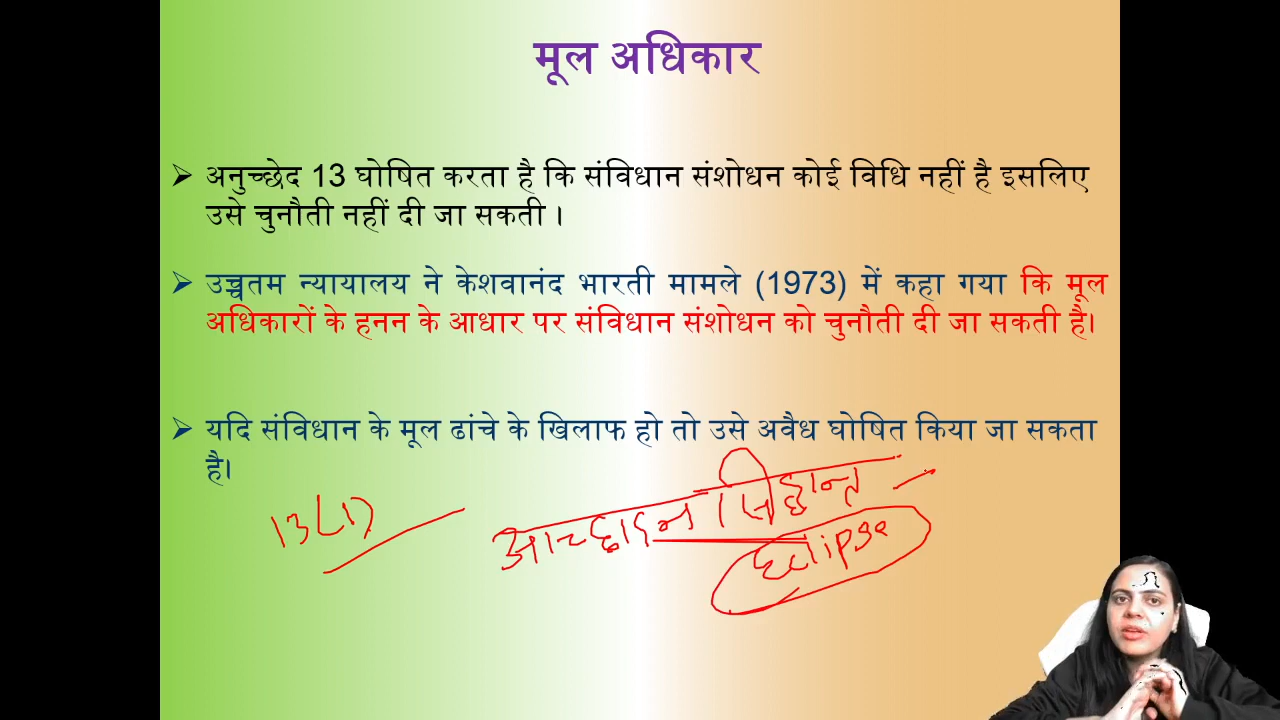 मूल अधिकार
➢ अनुच्छेद 13 घोषित करता है कि संविधान संशोधन कोई विधि नहीं है इसलिए
उसे चुनौती नहीं दी जा सकती ।
➢ उच्चतम न्यायालय ने केशवानंद भारती मामले (1973) में कहा गया कि मूल
अधिकारों के हनन के आधार पर संविधान संशोधन को चुनौती दी जा सकती है।
➢ यदि संविधान के मूल ढांचे के खिलाफ हो तो उसे अवैध घोषित किया जा सकता
है।
13(1)
आच्छादन सिद्धान्त
Eclipse